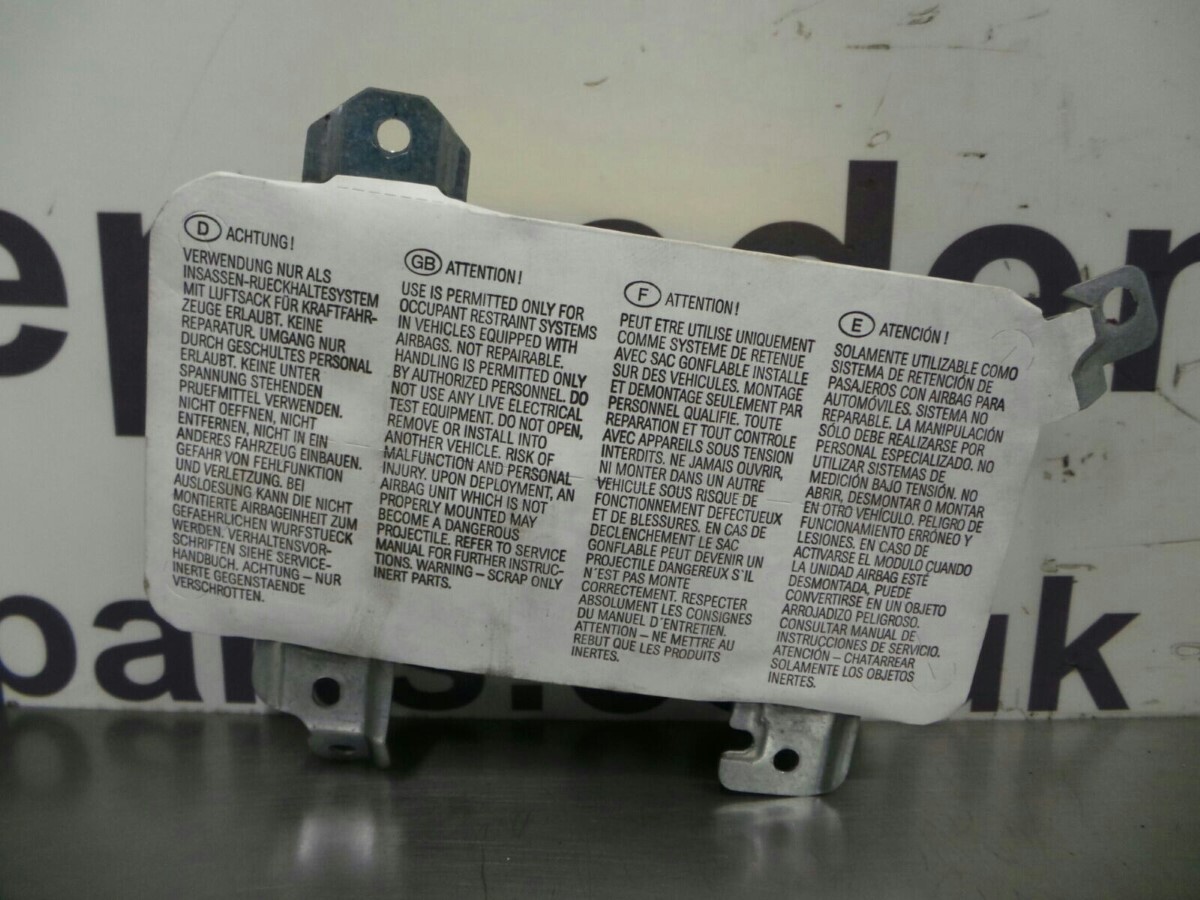 D ACHTUNG!
VERWENDUNG NUR ALS
INSASSEN-RUECKHALTESYSTEM
MIT LUFTSACK FÜR KRAFTFAHR-
ZEUGE ERLAUBT. KEINE
REPARATUR. UMGANG NUR
DURCH GESCHULTES PERSONAL
ERLAUBT. KEINE UNTER
SPANNUNG STEHENDEN
PRUEFMITTEL VERWENDEN.
NICHT OEFFNEN, NICHT
ENTFERNEN, NICHT IN EIN
ANDERES FAHRZEUG EINBAUEN.
GEFAHR VON FEHLFUNKTION
UND VERLETZUNG. BEI
AUSLOESUNG KANN DIE NICHT
MONTIERTE AIRBAGEINHEIT ZUM
GEFAEHRLICHEN WURFSTUECK
WERDEN. VERHALTENSVOR-
SCHRIFTEN SIEHE SERVICE-
HANDBUCH. ACHTUNG – NUR
INERTE GEGENSTAENDE
VERSCHROTTEN.
GB ATTENTION!
USE IS PERMITTED ONLY FOR
OCCUPANT RESTRAINT SYSTEMS
IN VEHICLES EQUIPPED WITH
AIRBAGS. NOT REPAIRABLE.
HANDLING IS PERMITTED ONLY
BY AUTHORIZED PERSONNEL. DO
NOT USE ANY LIVE ELECTRICAL
TEST EQUIPMENT. DO NOT OPEN,
REMOVE OR INSTALL INTO
ANOTHER VEHICLE. RISK OF
MALFUNCTION AND PERSONAL
INJURY. UPON DEPLOYMENT, AN
AIRBAG UNIT WHICH IS NOT
PROPERLY MOUNTED MAY
BECOME A DANGEROUS
PROJECTILE. REFER TO SERVICE
MANUAL FOR FURTHER INSTRUC-
TIONS. WARNING – SCRAP ONLY
INERT PARTS.
F ATTENTION!
PEUT ETRE UTILISE UNIQUEMENT
COMME SYSTEME DE RETENUE
AVEC SAC GONFLABLE INSTALLE
SUR DES VEHICULES. MONTAGE
ET DEMONTAGE SEULEMENT PAR
PERSONNEL QUALIFIE. TOUTE
REPARATION ET TOUT CONTROLE
AVEC APPAREILS SOUS TENSION
INTERDITS. NE JAMAIS OUVRIR,
NI MONTER DANS UN AUTRE
VEHICULE SOUS RISQUE DE
FONCTIONNEMENT DEFECTUEUX
ET DE BLESSURES. EN CAS DE
DECLENCHEMENT LE SAC
GONFLABLE PEUT DEVENIR UN
PROJECTILE DANGEREUX S'IL
N'EST PAS MONTE
CORRECTEMENT. RESPECTER
ABSOLUMENT LES CONSIGNES
DU MANUEL D'ENTRETIEN.
ATTENTION – NE METTRE AU
REBUT QUE LES PRODUITS
INERTES.
E ATENCIÓN!
SOLAMENTE UTILIZABLE COMO
SISTEMA DE RETENCIÓN DE
PASAJEROS CON AIRBAG PARA
AUTOMÓVILES. SISTEMA NO
REPARABLE. LA MANIPULACIÓN
SÓLO DEBE REALIZARSE POR
PERSONAL ESPECIALIZADO. NO
UTILIZAR SISTEMAS DE
MEDICIÓN BAJO TENSIÓN. NO
ABRIR, DESMONTAR O MONTAR
EN OTRO VEHÍCULO. PELIGRO DE
FUNCIONAMIENTO ERRÓNEO Y
LESIONES. EN CASO DE
ACTIVARSE EL MODULO CUANDO
LA UNIDAD AIRBAG ESTÉ
DESMONTADA, PUEDE
CONVERTIRSE EN UN OBJETO
ARROJADIZO PELIGROSO.
CONSULTAR MANUAL DE
INSTRUCCIONES DE SERVICIO.
ATENCIÓN – CHATARREAR
SOLAMENTE LOS OBJETOS
INERTES.